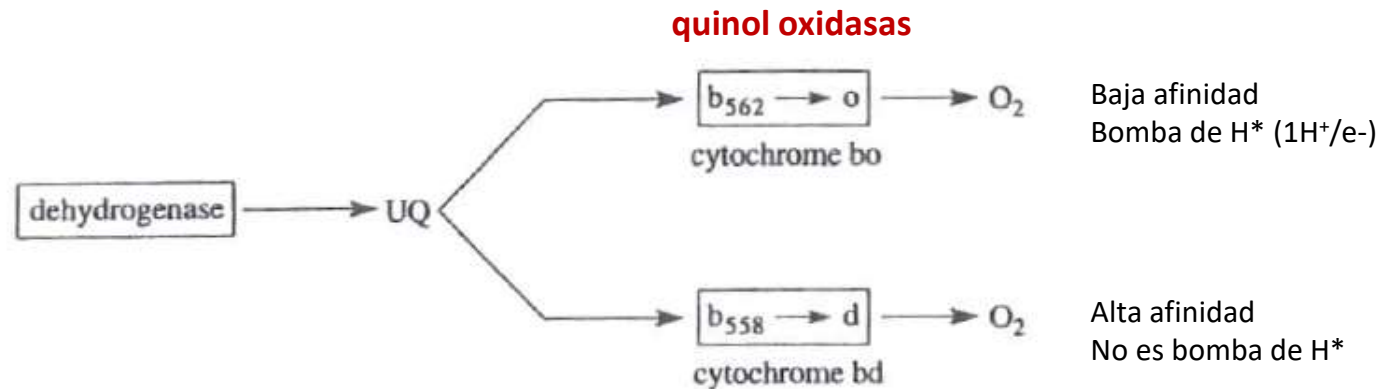 quinol oxidasas
b₅₆₂ → o → O₂
cytochrome bo
Baja afinidad
Bomba de H* (1H⁺/e-)
dehydrogenase → UQ
b₅₅₈ → d → O₂
cytochrome bd
Alta afinidad
No es bomba de H*